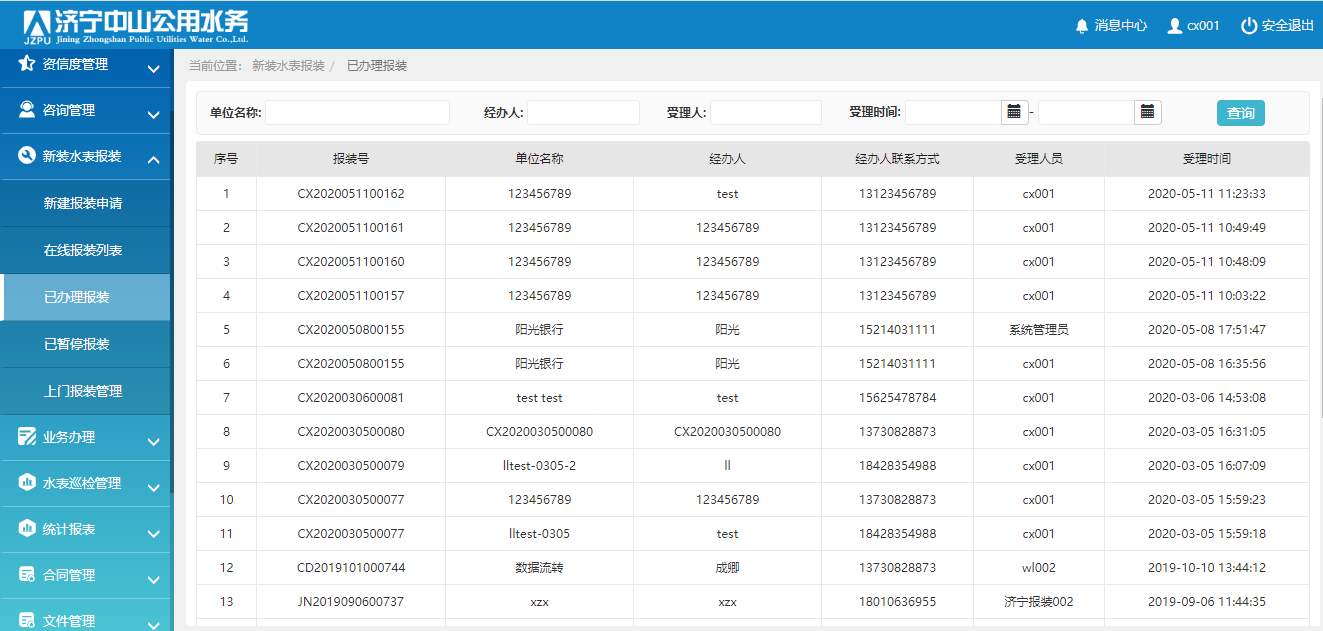 济宁中山公用水务
JZPU Jining Zhongshan Public Utilities Water Co.,Ltd.
消息中心 cx001 安全退出
资信度管理
咨询管理
新装水表报装
新建报装申请
在线报装列表
已办理报装
已暂停报装
上门报装管理
业务办理
水表巡检管理
统计报表
合同管理
文件管理
当前位置: 新装水表报装 / 已办理报装
单位名称: 经办人: 受理人: 受理时间: - 查询
序号 报装号 单位名称 经办人 经办人联系方式 受理人员 受理时间
1 CX2020051100162 123456789 test 13123456789 cx001 2020-05-11 11:23:33
2 CX2020051100161 123456789 123456789 13123456789 cx001 2020-05-11 10:49:49
3 CX2020051100160 123456789 123456789 13123456789 cx001 2020-05-11 10:48:09
4 CX2020051100157 123456789 123456789 13123456789 cx001 2020-05-11 10:03:22
5 CX2020050800155 阳光银行 阳光 15214031111 系统管理员 2020-05-08 17:51:47
6 CX2020050800155 阳光银行 阳光 15214031111 cx001 2020-05-08 16:35:56
7 CX2020030600081 test test test 15625478784 cx001 2020-03-06 14:53:08
8 CX2020030500080 CX2020030500080 CX2020030500080 13730828873 cx001 2020-03-05 16:31:05
9 CX2020030500079 lltest-0305-2 ll 18428354988 cx001 2020-03-05 16:07:09
10 CX2020030500077 123456789 123456789 13730828873 cx001 2020-03-05 15:59:23
11 CX2020030500077 lltest-0305 test 18428354988 cx001 2020-03-05 15:59:18
12 CD2019101000744 数据流转 成卿 13730828873 wl002 2019-10-10 13:44:12
13 JN2019090600737 xzx xzx 18010636955 济宁报装002 2019-09-06 11:44:35